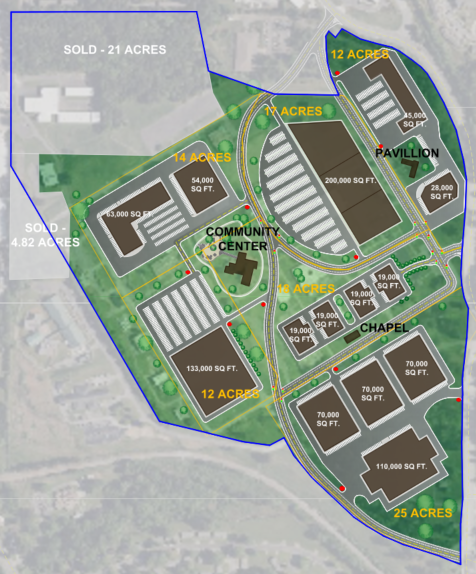 SOLD - 21 ACRES
12 ACRES
17 ACRES
45,000
SQ FT.
PAVILLION
14 ACRES
54,000
SQ FT.
200,000 SQ FT.
28,000
SQ FT.
63,000 SQ FT.
SOLD -
4.82 ACRES
COMMUNITY
CENTER
16 ACRES
19,000
SQ FT.
19,000
SQ FT.
19,000
SQ FT.
19,000
SQ FT.
CHAPEL
133,000 SQ FT.
12 ACRES
70,000
SQ FT.
70,000
SQ FT.
70,000
SQ FT.
110,000 SQ FT.
25 ACRES